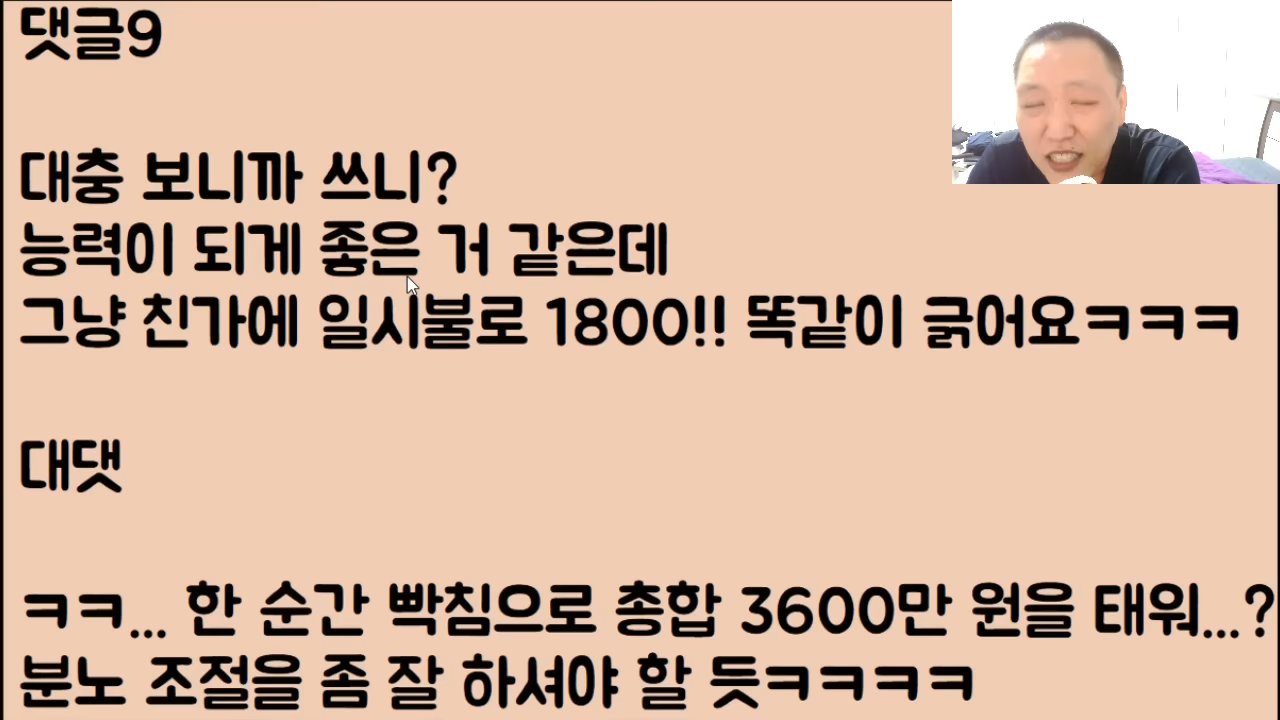 댓글9
대충 보니까 쓰니?
능력이 되게 좋은 거 같은데
그냥 친가에 일시불로 1800!! 똑같이 긁어요ㅋㅋㅋ
대댓
ㅋㅋ... 한 순간 빡침으로 총합 3600만 원을 태워...?
분노 조절을 좀 잘 하셔야 할 듯ㅋㅋㅋㅋ